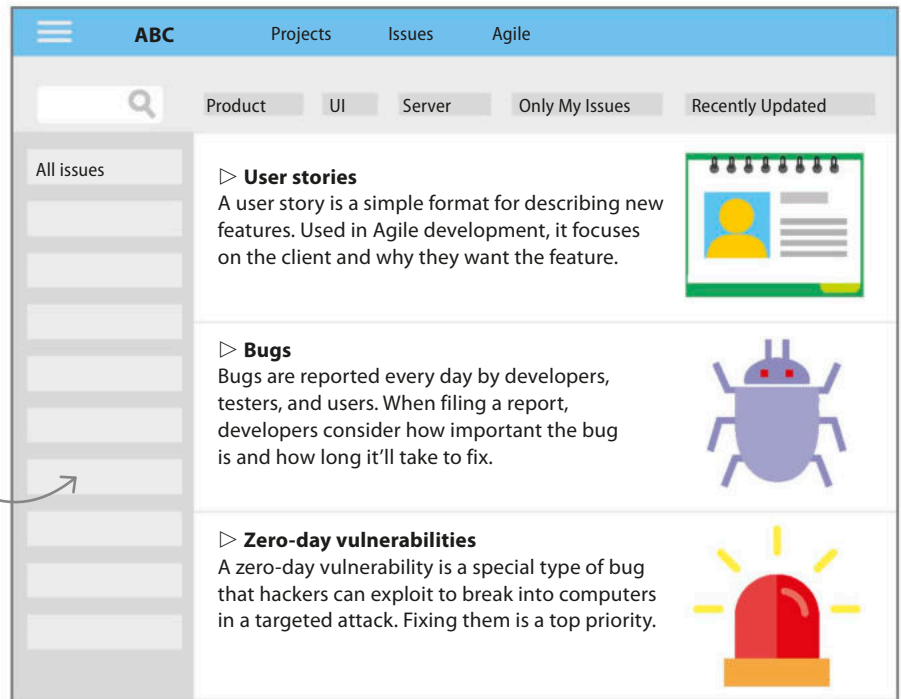 ABC Projects Issues Agile
Product UI Server Only My Issues Recently Updated
All issues
▷ User stories
A user story is a simple format for describing new
features. Used in Agile development, it focuses
on the client and why they want the feature.
▷ Bugs
Bugs are reported every day by developers,
testers, and users. When filing a report,
developers consider how important the bug
is and how long it’ll take to fix.
▷ Zero-day vulnerabilities
A zero-day vulnerability is a special type of bug
that hackers can exploit to break into computers
in a targeted attack. Fixing them is a top priority.